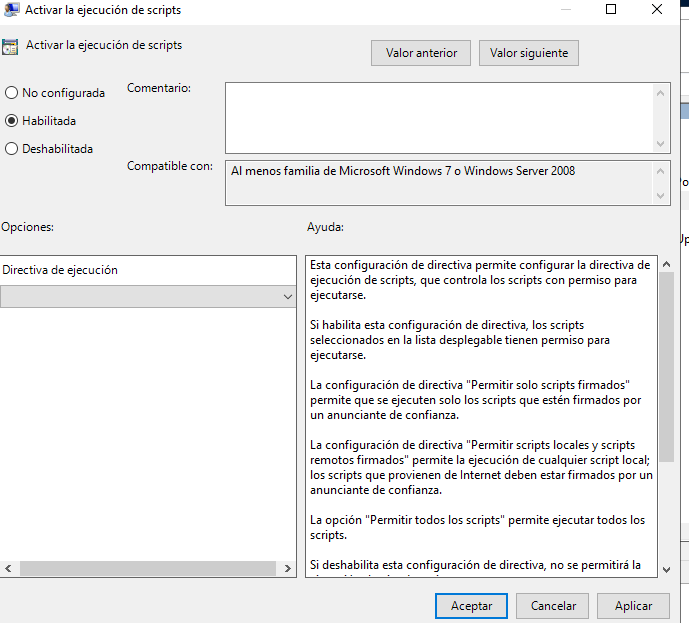 Activar la ejecución de scripts
Activar la ejecución de scripts
Valor anterior
Valor siguiente
No configurada
Habilitada
Deshabilitada
Comentario:
Compatible con:
Al menos familia de Microsoft Windows 7 o Windows Server 2008
Opciones:
Ayuda:
Directiva de ejecución
Esta configuración de directiva permite configurar la directiva de
ejecución de scripts, que controla los scripts con permiso para
ejecutarse.
Si habilita esta configuración de directiva, los scripts
seleccionados en la lista desplegable tienen permiso para
ejecutarse.
La configuración de directiva "Permitir solo scripts firmados"
permite que se ejecuten solo los scripts que estén firmados por
un anunciante de confianza.
La configuración de directiva "Permitir scripts locales y scripts
remotos firmados" permite la ejecución de cualquier script local;
los scripts que provienen de Internet deben estar firmados por un
anunciante de confianza.
La opción "Permitir todos los scripts" permite ejecutar todos los
scripts.
Si deshabilita esta configuración de directiva, no se permitirá la
Aceptar
Cancelar
Aplicar